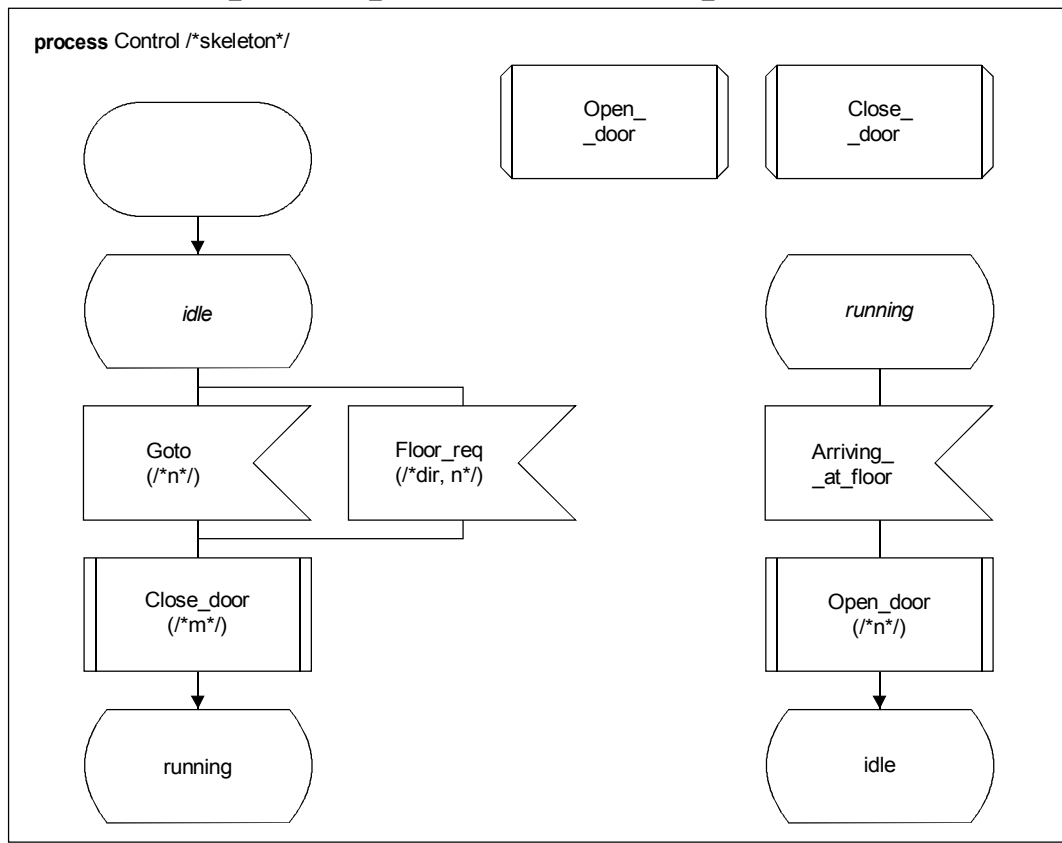 process Control /*skeleton*/
Open_
_door
Close_
_door
idle
running
Goto
(/*n*/)
Floor_req
(/*dir, n*/)
Arriving_
_at_floor
Close_door
(/*m*/)
Open_door
(/*n*/)
running
idle